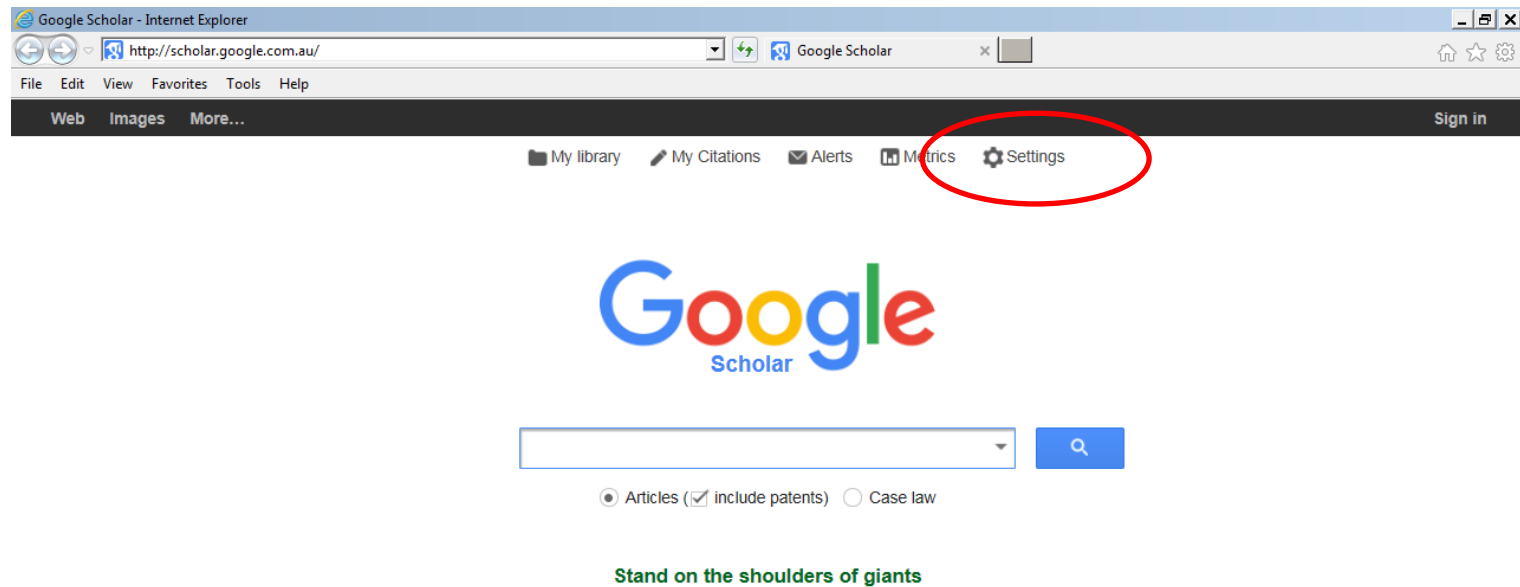 Google Scholar - Internet Explorer
http://scholar.google.com.au/ Google Scholar
File Edit View Favorites Tools Help
Web Images More... Sign in
My library My Citations Alerts Metrics Settings
Google
Scholar
Articles ( include patents) Case law
Stand on the shoulders of giants